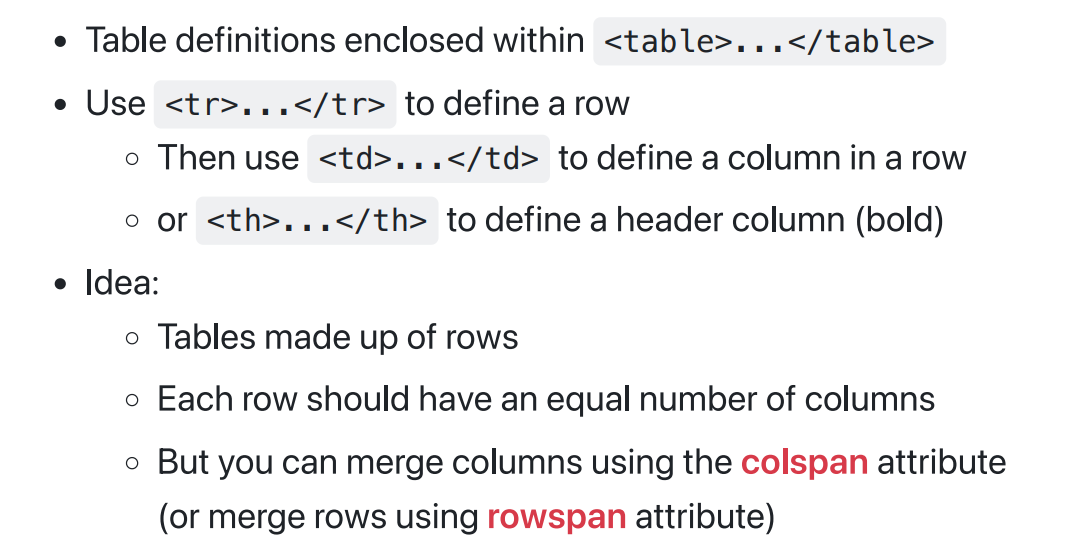 • Table definitions enclosed within <table>...</table>
• Use <tr>...</tr> to define a row
○ Then use <td>...</td> to define a column in a row
○ or <th>...</th> to define a header column (bold)
• Idea:
○ Tables made up of rows
○ Each row should have an equal number of columns
○ But you can merge columns using the colspan attribute
(or merge rows using rowspan attribute)